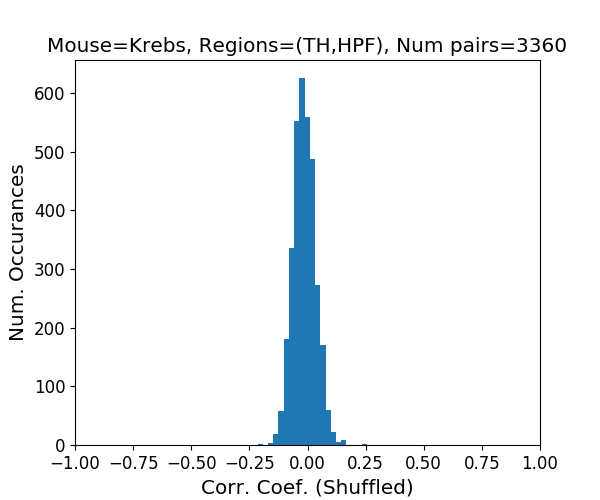 Mouse=Krebs, Regions=(TH,HPF), Num pairs=3360
Num. Occurances
600
500
400
300
200
100
0
−1.00 −0.75 −0.50 −0.25 0.00 0.25 0.50 0.75 1.00
Corr. Coef. (Shuffled)